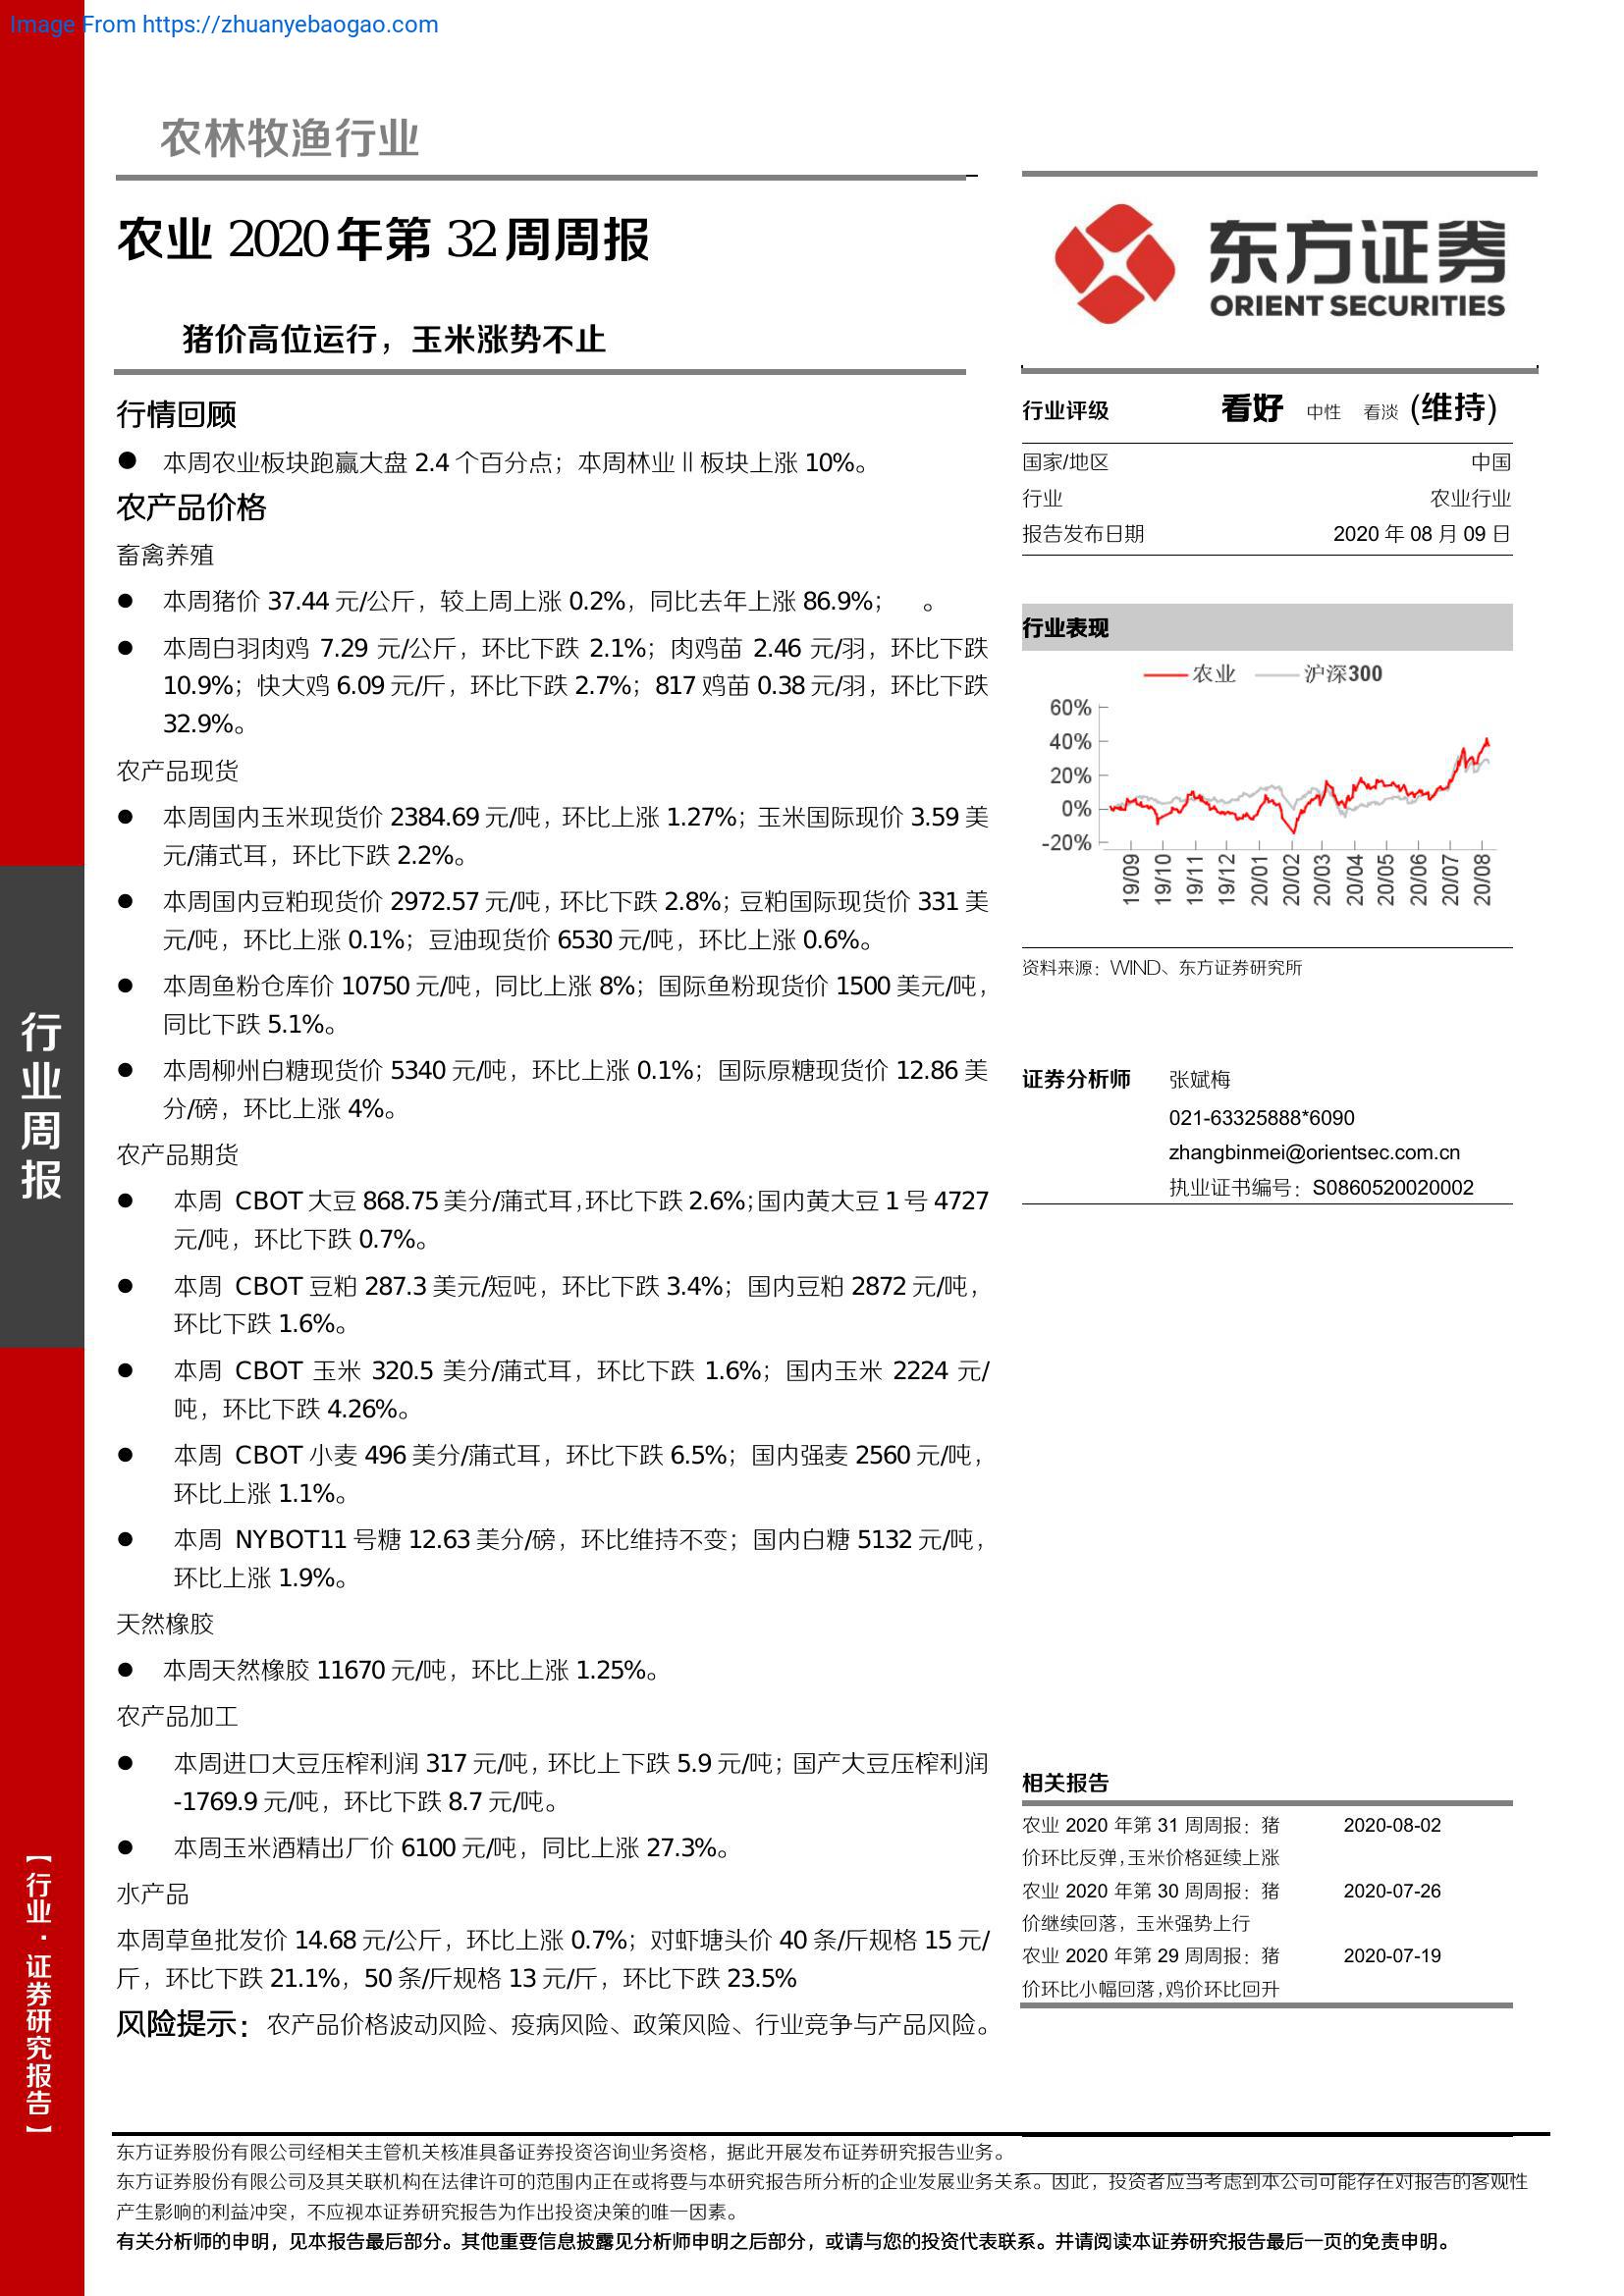 Image From https://zhuanyebaogao.com
农林牧渔行业
农业 2020 年第 32 周周报
猪价高位运行，玉米涨势不止
行情回顾
● 本周农业板块跑赢大盘 2.4 个百分点；本周林业Ⅱ板块上涨 10%。
农产品价格
畜禽养殖
● 本周猪价 37.44 元/公斤，较上周上涨 0.2%，同比去年上涨 86.9%； 。
● 本周白羽肉鸡 7.29 元/公斤，环比下跌 2.1%；肉鸡苗 2.46 元/羽，环比下跌
10.9%；快大鸡 6.09 元/斤，环比下跌 2.7%；817 鸡苗 0.38 元/羽，环比下跌
32.9%。
农产品现货
● 本周国内玉米现货价 2384.69 元/吨，环比上涨 1.27%；玉米国际现价 3.59 美
元/蒲式耳，环比下跌 2.2%。
● 本周国内豆粕现货价 2972.57 元/吨，环比下跌 2.8%；豆粕国际现货价 331 美
元/吨，环比上涨 0.1%；豆油现货价 6530 元/吨，环比上涨 0.6%。
● 本周鱼粉仓库价 10750 元/吨，同比上涨 8%；国际鱼粉现货价 1500 美元/吨，
同比下跌 5.1%。
● 本周柳州白糖现货价 5340 元/吨，环比上涨 0.1%；国际原糖现货价 12.86 美
分/磅，环比上涨 4%。
农产品期货
● 本周 CBOT 大豆 868.75 美分/蒲式耳，环比下跌 2.6%；国内黄大豆 1 号 4727
元/吨，环比下跌 0.7%。
● 本周 CBOT 豆粕 287.3 美元/短吨，环比下跌 3.4%；国内豆粕 2872 元/吨，
环比下跌 1.6%。
● 本周 CBOT 玉米 320.5 美分/蒲式耳，环比下跌 1.6%；国内玉米 2224 元/
吨，环比下跌 4.26%。
● 本周 CBOT 小麦 496 美分/蒲式耳，环比下跌 6.5%；国内强麦 2560 元/吨，
环比上涨 1.1%。
● 本周 NYBOT11 号糖 12.63 美分/磅，环比维持不变；国内白糖 5132 元/吨，
环比上涨 1.9%。
天然橡胶
● 本周天然橡胶 11670 元/吨，环比上涨 1.25%。
农产品加工
● 本周进口大豆压榨利润 317 元/吨，环比上下跌 5.9 元/吨；国产大豆压榨利润
-1769.9 元/吨，环比下跌 8.7 元/吨。
● 本周玉米酒精出厂价 6100 元/吨，同比上涨 27.3%。
水产品
本周草鱼批发价 14.68 元/公斤，环比上涨 0.7%；对虾塘头价 40 条/斤规格 15 元/
斤，环比下跌 21.1%，50 条/斤规格 13 元/斤，环比下跌 23.5%
风险提示：农产品价格波动风险、疫病风险、政策风险、行业竞争与产品风险。
东方证券
ORIENT SECURITIES
行业评级 看好 中性 看淡 (维持)
国家/地区 中国
行业 农业行业
报告发布日期 2020 年 08 月 09 日
行业表现
农业 沪深300
60%
40%
20%
0%
-20%
19/09 19/10 19/11 19/12 20/01 20/02 20/03 20/04 20/05 20/06 20/07 20/08
资料来源：WIND、东方证券研究所
证券分析师 张斌梅
021-63325888*6090
zhangbinmei@orientsec.com.cn
执业证书编号：S0860520020002
相关报告
农业 2020 年第 31 周周报：猪 2020-08-02
价环比反弹，玉米价格延续上涨
农业 2020 年第 30 周周报：猪 2020-07-26
价继续回落，玉米强势上行
农业 2020 年第 29 周周报：猪 2020-07-19
价环比小幅回落，鸡价环比回升
行业周报
【行业·证券研究报告】
东方证券股份有限公司经相关主管机关核准具备证券投资咨询业务资格，据此开展发布证券研究报告业务。
东方证券股份有限公司及其关联机构在法律许可的范围内正在或将要与本研究报告所分析的企业发展业务关系。因此，投资者应当考虑到本公司可能存在对报告的客观性
产生影响的利益冲突，不应视本证券研究报告为作出投资决策的唯一因素。
有关分析师的申明，见本报告最后部分。其他重要信息披露见分析师申明之后部分，或请与您的投资代表联系。并请阅读本证券研究报告最后一页的免责申明。